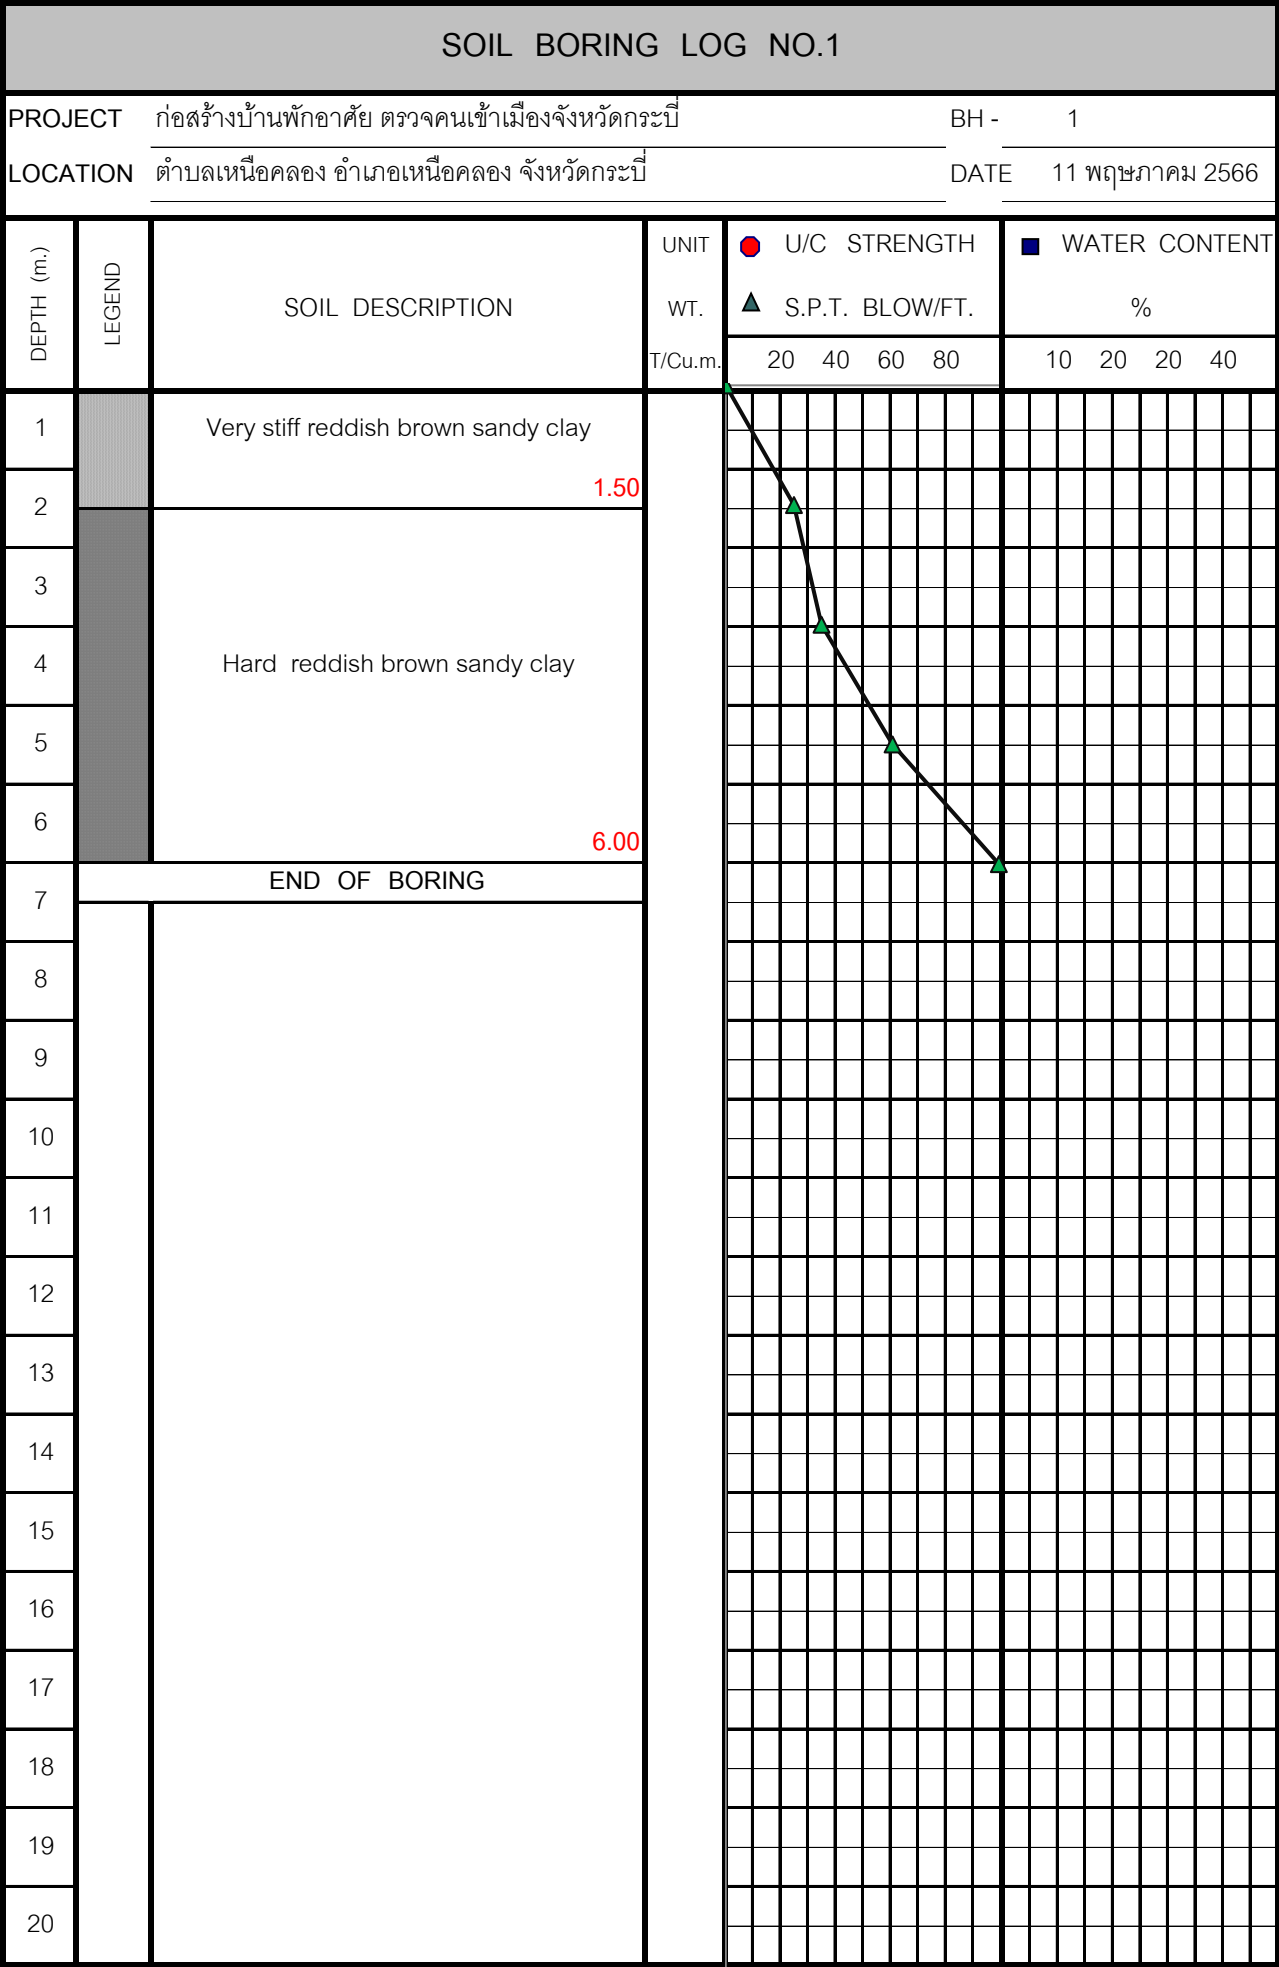 SOIL BORING LOG NO.1
PROJECT ก่อสร้างบ้านพักอาศัย ตรวจคนเข้าเมืองจังหวัดกระบี่ BH - 1
LOCATION ตำบลเหนือคลอง อำเภอเหนือคลอง จังหวัดกระบี่ DATE 11 พฤษภาคม 2566
DEPTH (m.)
LEGEND
SOIL DESCRIPTION
UNIT
WT.
T/Cu.m.
U/C STRENGTH
S.P.T. BLOW/FT.
20 40 60 80
WATER CONTENT
%
10 20 20 40
1 Very stiff reddish brown sandy clay
1.50
2
3
4 Hard reddish brown sandy clay
5
6
6.00
END OF BORING
7
8
9
10
11
12
13
14
15
16
17
18
19
20